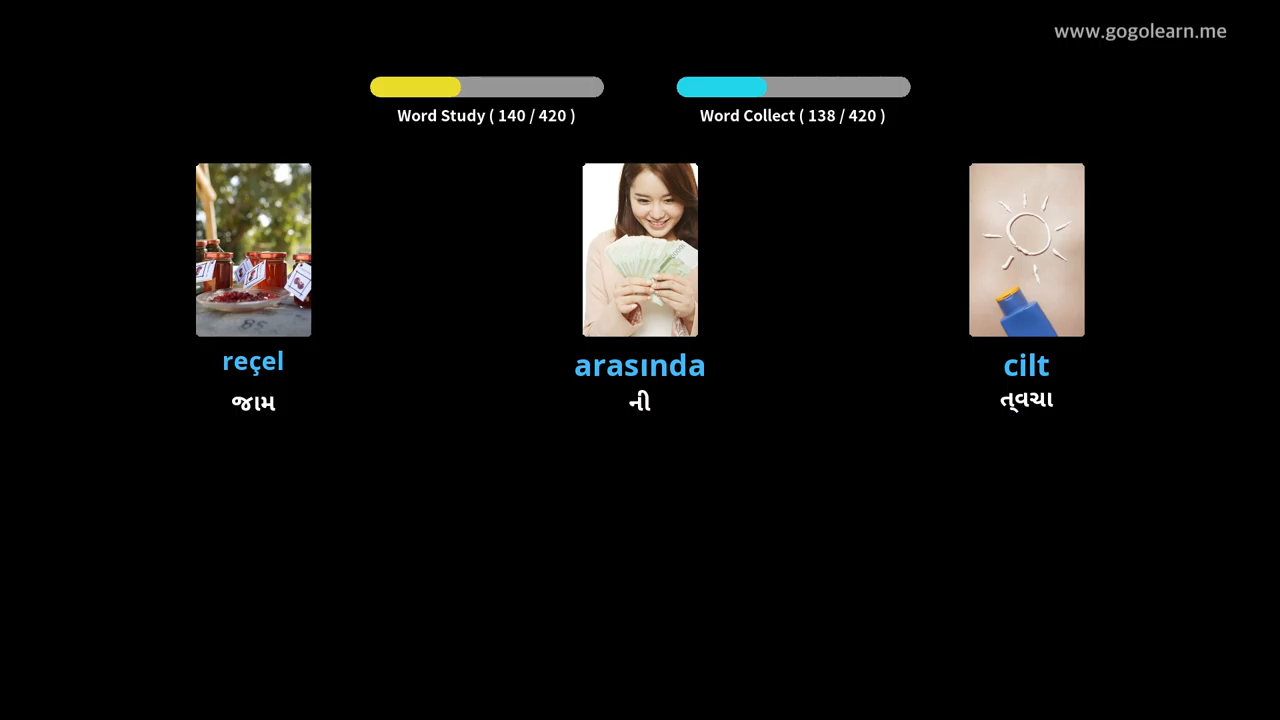 www.gogolearn.me
Word Study ( 140 / 420 )
Word Collect ( 138 / 420 )
reçel
arasında
cilt
જામ
ની
ત્વચા